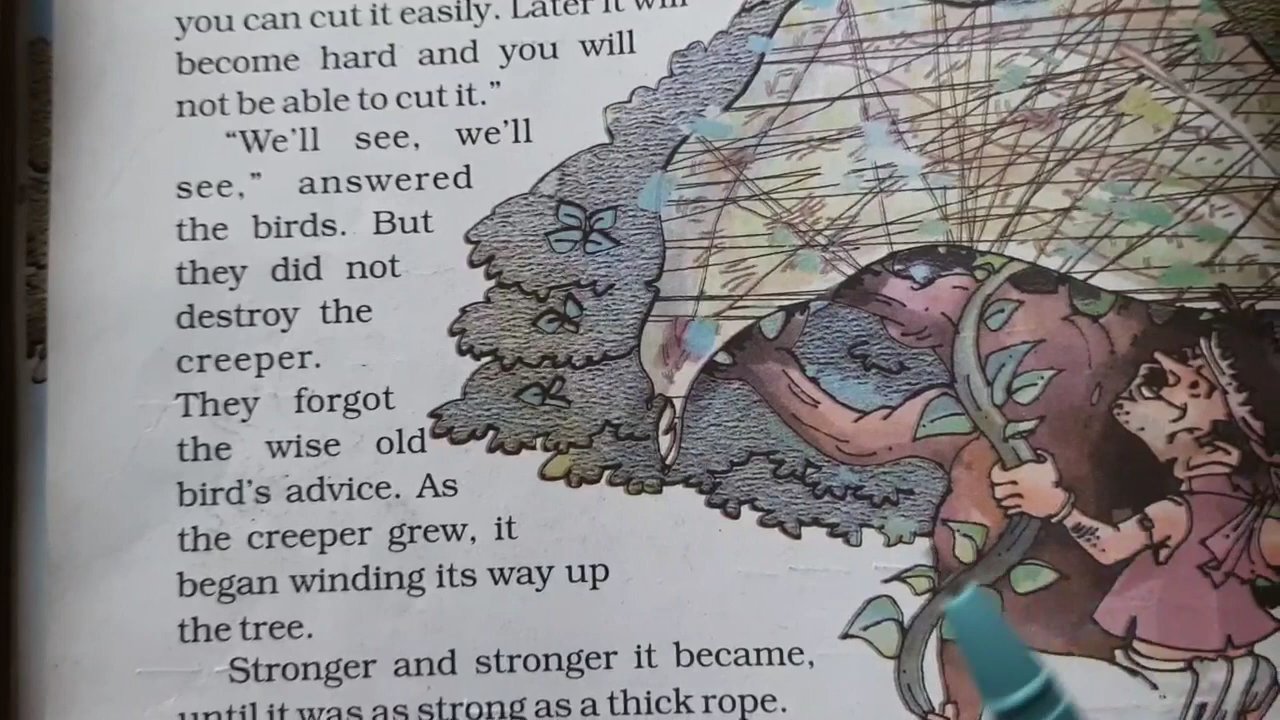 you can cut it easily. Later it will
become hard and you will
not be able to cut it.”
“We’ll see, we’ll
see,” answered
the birds. But
they did not
destroy the
creeper.
They forgot
the wise old
bird’s advice. As
the creeper grew, it
began winding its way up
the tree.
Stronger and stronger it became,
until it was as strong as a thick rope.